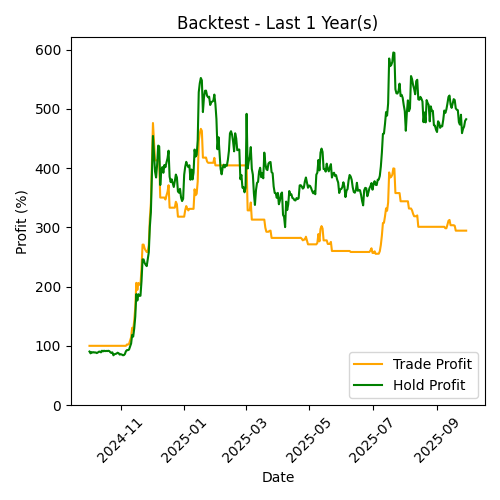 Backtest - Last 1 Year(s)
Profit (%)
600
500
400
300
200
100
0
2024-11
2025-01
2025-03
2025-05
2025-07
2025-09
Date
Trade Profit
Hold Profit